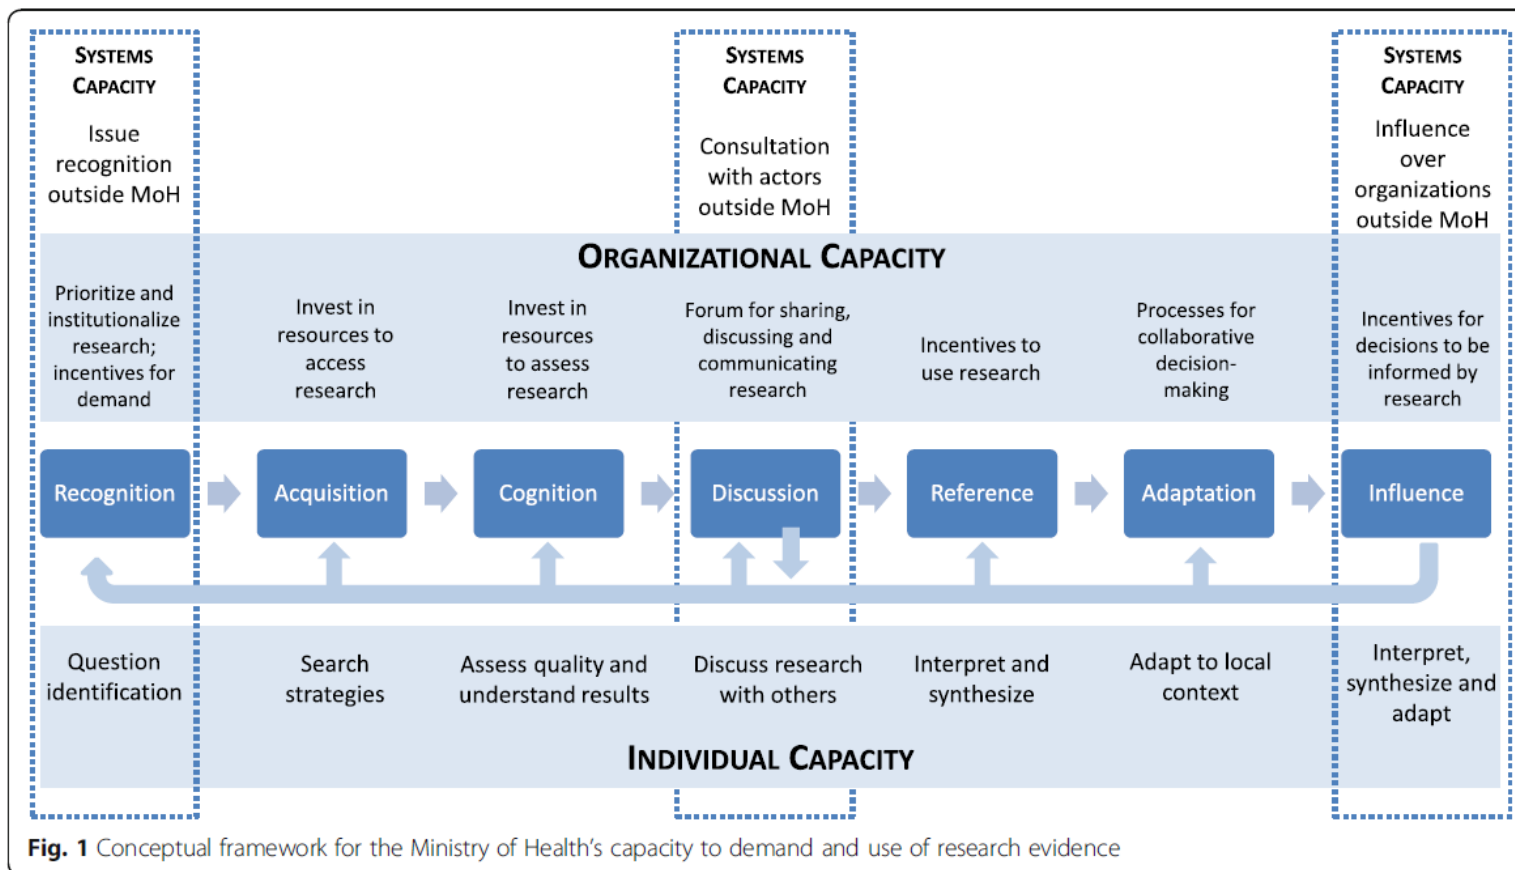 SYSTEMS
CAPACITY
Issue
recognition
outside MoH
SYSTEMS
CAPACITY
Consultation
with actors
outside MoH
SYSTEMS
CAPACITY
Influence
over
organizations
outside MoH
ORGANIZATIONAL CAPACITY
Prioritize and
institutionalize
research;
incentives for
demand
Invest in
resources to
access
research
Invest in
resources
to assess
research
Forum for sharing,
discussing and
communicating
research
Incentives to
use research
Processes for
collaborative
decision-
making
Incentives for
decisions to be
informed by
research
Recognition
Acquisition
Cognition
Discussion
Reference
Adaptation
Influence
Question
identification
Search
strategies
Assess quality and
understand results
Discuss research
with others
Interpret and
synthesize
Adapt to local
context
Interpret,
synthesize and
adapt
INDIVIDUAL CAPACITY
Fig. 1 Conceptual framework for the Ministry of Health's capacity to demand and use of research evidence